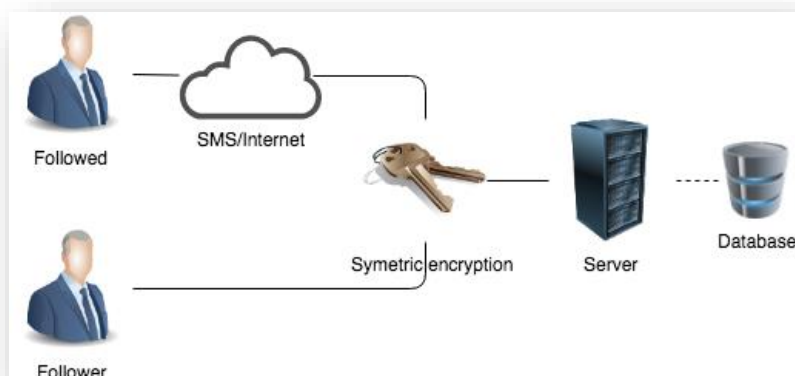 SMS/Internet
Followed
Symetric encryption
Server
Database
Follower